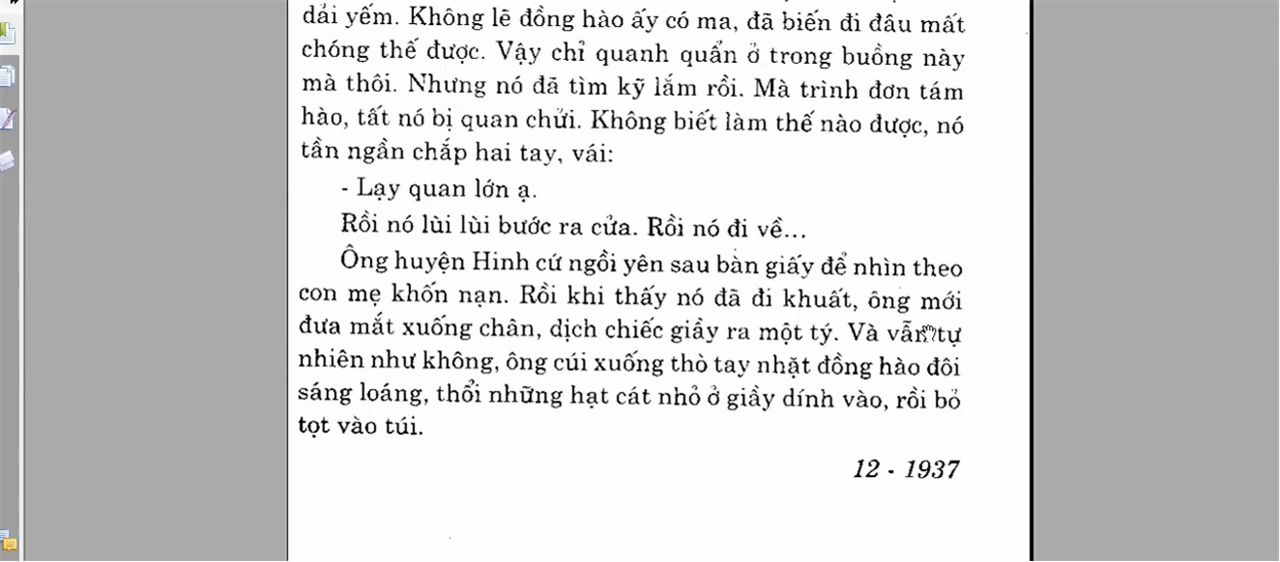 dải yếm. Không lẽ đồng hào ấy có ma, đã biến đi đâu mất
chóng thế được. Vậy chỉ quanh quẩn ở trong buồng này
mà thôi. Nhưng nó đã tìm kỹ lắm rồi. Mà trình đơn tám
hào, tất nó bị quan chửi. Không biết làm thế nào được, nó
tần ngần chắp hai tay, vái:
- Lạy quan lớn ạ.
Rồi nó lùi lùi bước ra cửa. Rồi nó đi về...
Ông huyện Hinh cứ ngồi yên sau bàn giấy để nhìn theo
con mẹ khốn nạn. Rồi khi thấy nó đã đi khuất, ông mới
đưa mắt xuống chân, dịch chiếc giầy ra một tý. Và vẫn tự
nhiên như không, ông cúi xuống thò tay nhặt đồng hào đôi
sáng loáng, thổi những hạt cát nhỏ ở giầy dính vào, rồi bỏ
tọt vào túi.
12 - 1937